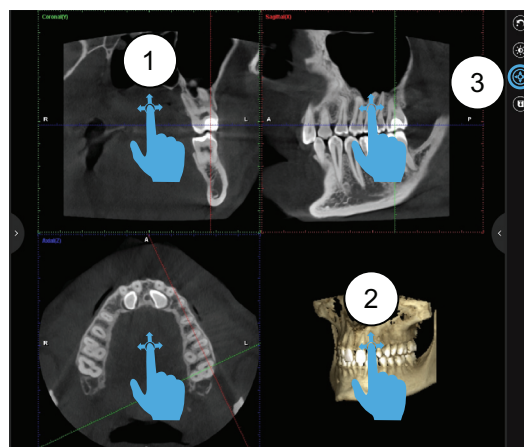 Coronal(Y)
Sagittal(X)
1
3
R
L
A
P
Axial(Z)
A
2
R
L